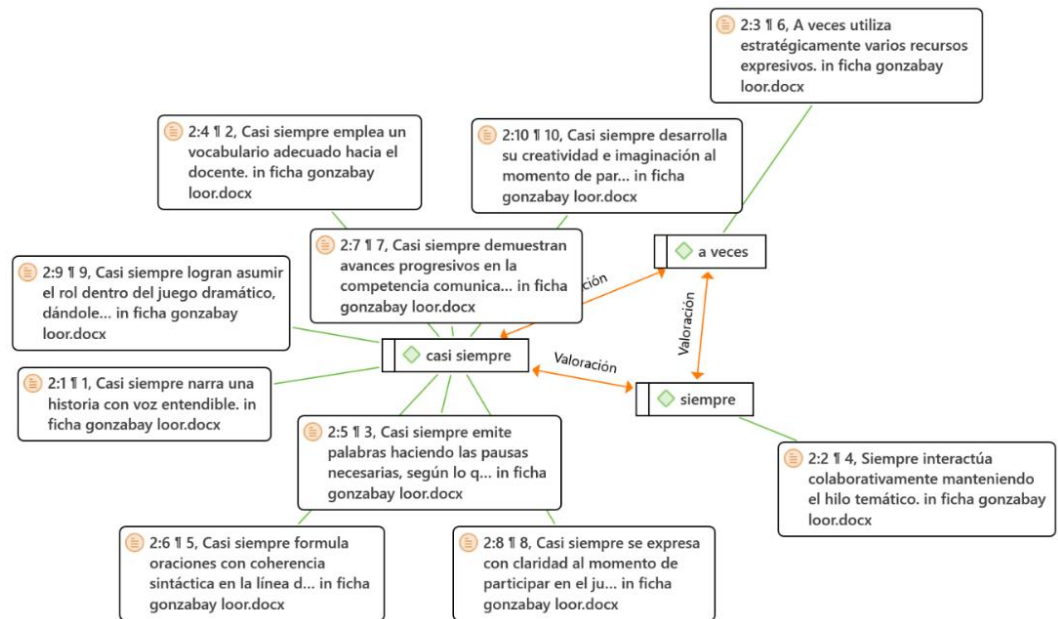 2:3 ¶ 6, A veces utiliza
estratégicamente varios recursos
expresivos. in ficha gonzabay
loor.docx
2:4 ¶ 2, Casi siempre emplea un
vocabulario adecuado hacia el
docente. in ficha gonzabay
loor.docx
2:10 ¶ 10, Casi siempre desarrolla
su creatividad e imaginación al
momento de par... in ficha
gonzabay loor.docx
2:7 ¶ 7, Casi siempre demuestran
avances progresivos en la
competencia comunica... in ficha
gonzabay loor.docx
a veces
2:9 ¶ 9, Casi siempre logran asumir
el rol dentro del juego dramático,
dándole... in ficha gonzabay
loor.docx
Valoración
casi siempre
Valoración
2:1 ¶ 1, Casi siempre narra una
historia con voz entendible. in
ficha gonzabay loor.docx
siempre
2:5 ¶ 3, Casi siempre emite
palabras haciendo las pausas
necesarias, según lo q... in ficha
gonzabay loor.docx
2:2 ¶ 4, Siempre interactúa
colaborativamente manteniendo
el hilo temático. in ficha gonzabay
loor.docx
2:6 ¶ 5, Casi siempre formula
oraciones con coherencia
sintáctica en la línea d... in ficha
gonzabay loor.docx
2:8 ¶ 8, Casi siempre se expresa
con claridad al momento de
participar en el ju... in ficha
gonzabay loor.docx